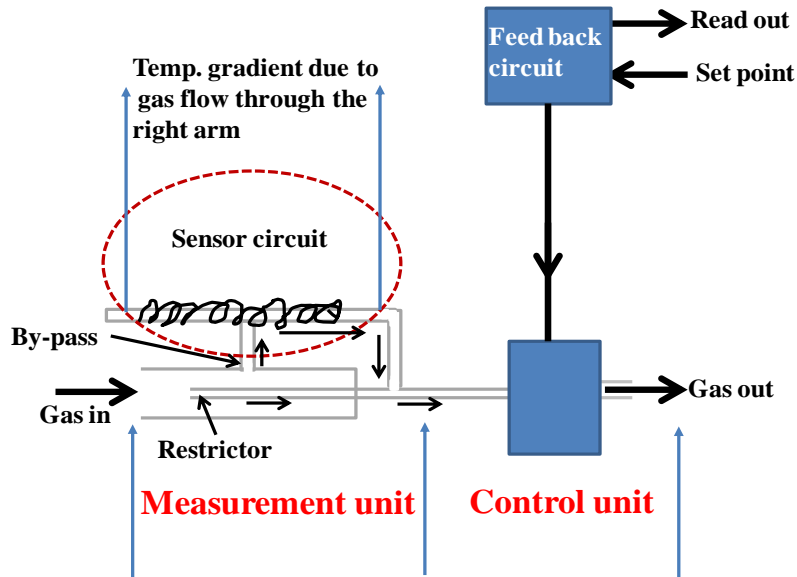 Feed back
circuit
Read out
Set point
Temp. gradient due to
gas flow through the
right arm
Sensor circuit
By-pass
Gas in
Restrictor
Gas out
Measurement unit
Control unit